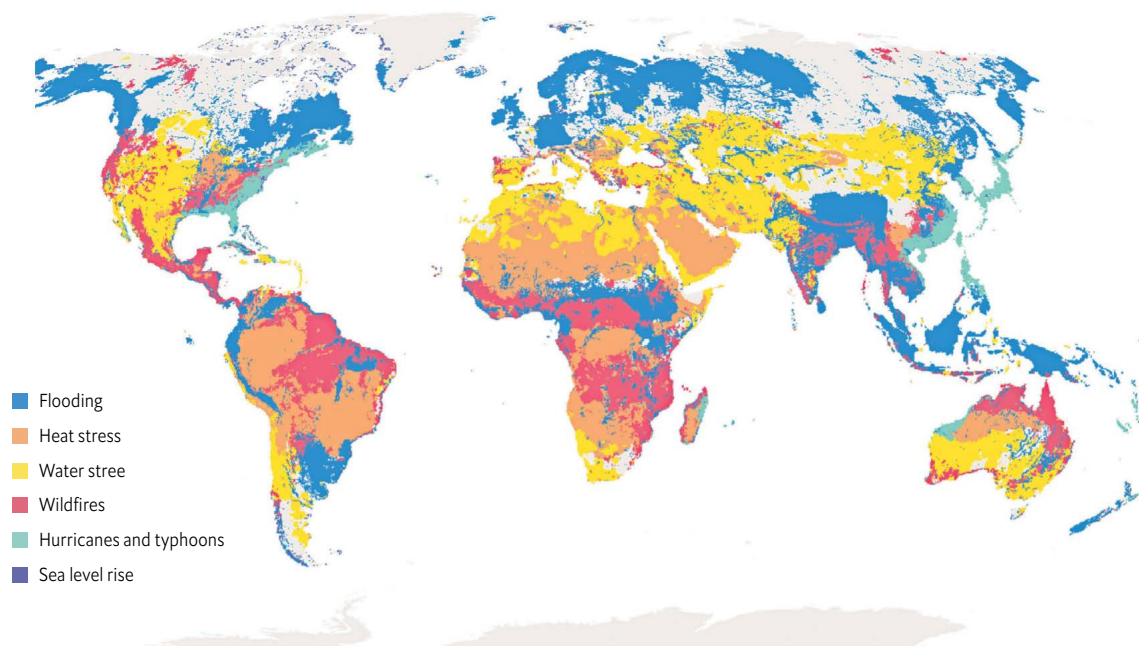 Flooding
Heat stress
Water stree
Wildfires
Hurricanes and typhoons
Sea level rise